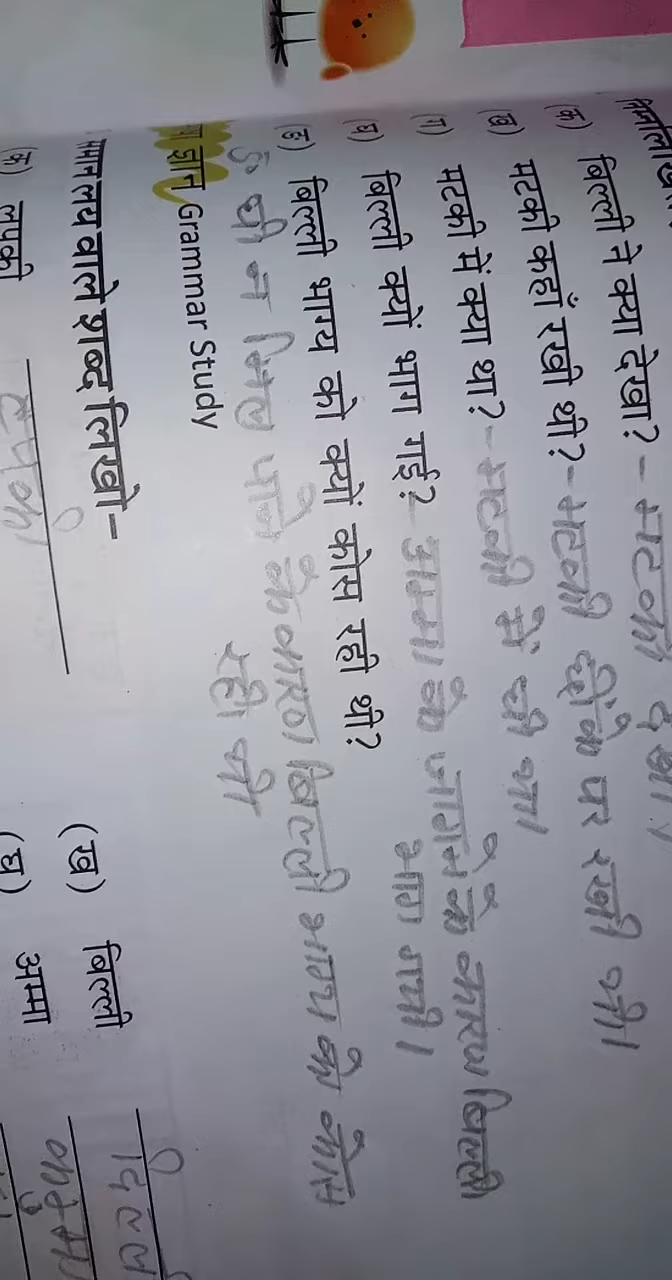 (क) बिल्ली ने क्या देखा? - मटकी देखी।
(ख) मटकी कहाँ रखी थी? - मटकी छींके पर रखी थी।
(ग) मटकी में क्या था? - मटकी में घी था।
(घ) बिल्ली क्यों भाग गई? अम्मा के जागने के कारण बिल्ली
भाग गयी।
(ङ) बिल्ली भाग्य को क्यों कोस रही थी?
घी न मिल पाने के कारण बिल्ली भाग्य को कोस
रही थी
ज्ञान Grammar Study
समान लय वाले शब्द लिखो-
(क) लपकी टपकी (ख) बिल्ली दिल्ली
(घ) अम्मा